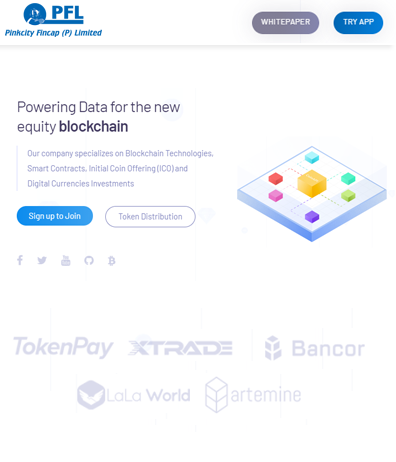 PFL
Pinkcity Fincap (P) Limited
WHITEPAPER
TRY APP
Powering Data for the new
equity blockchain
Our company specializes on Blockchain Technologies,
Smart Contracts, Initial Coin Offering (ICO) and
Digital Currencies Investments
Sign up to Join
Token Distribution
TokenPay
XTRADE
Bancor
LaLa World
artemine